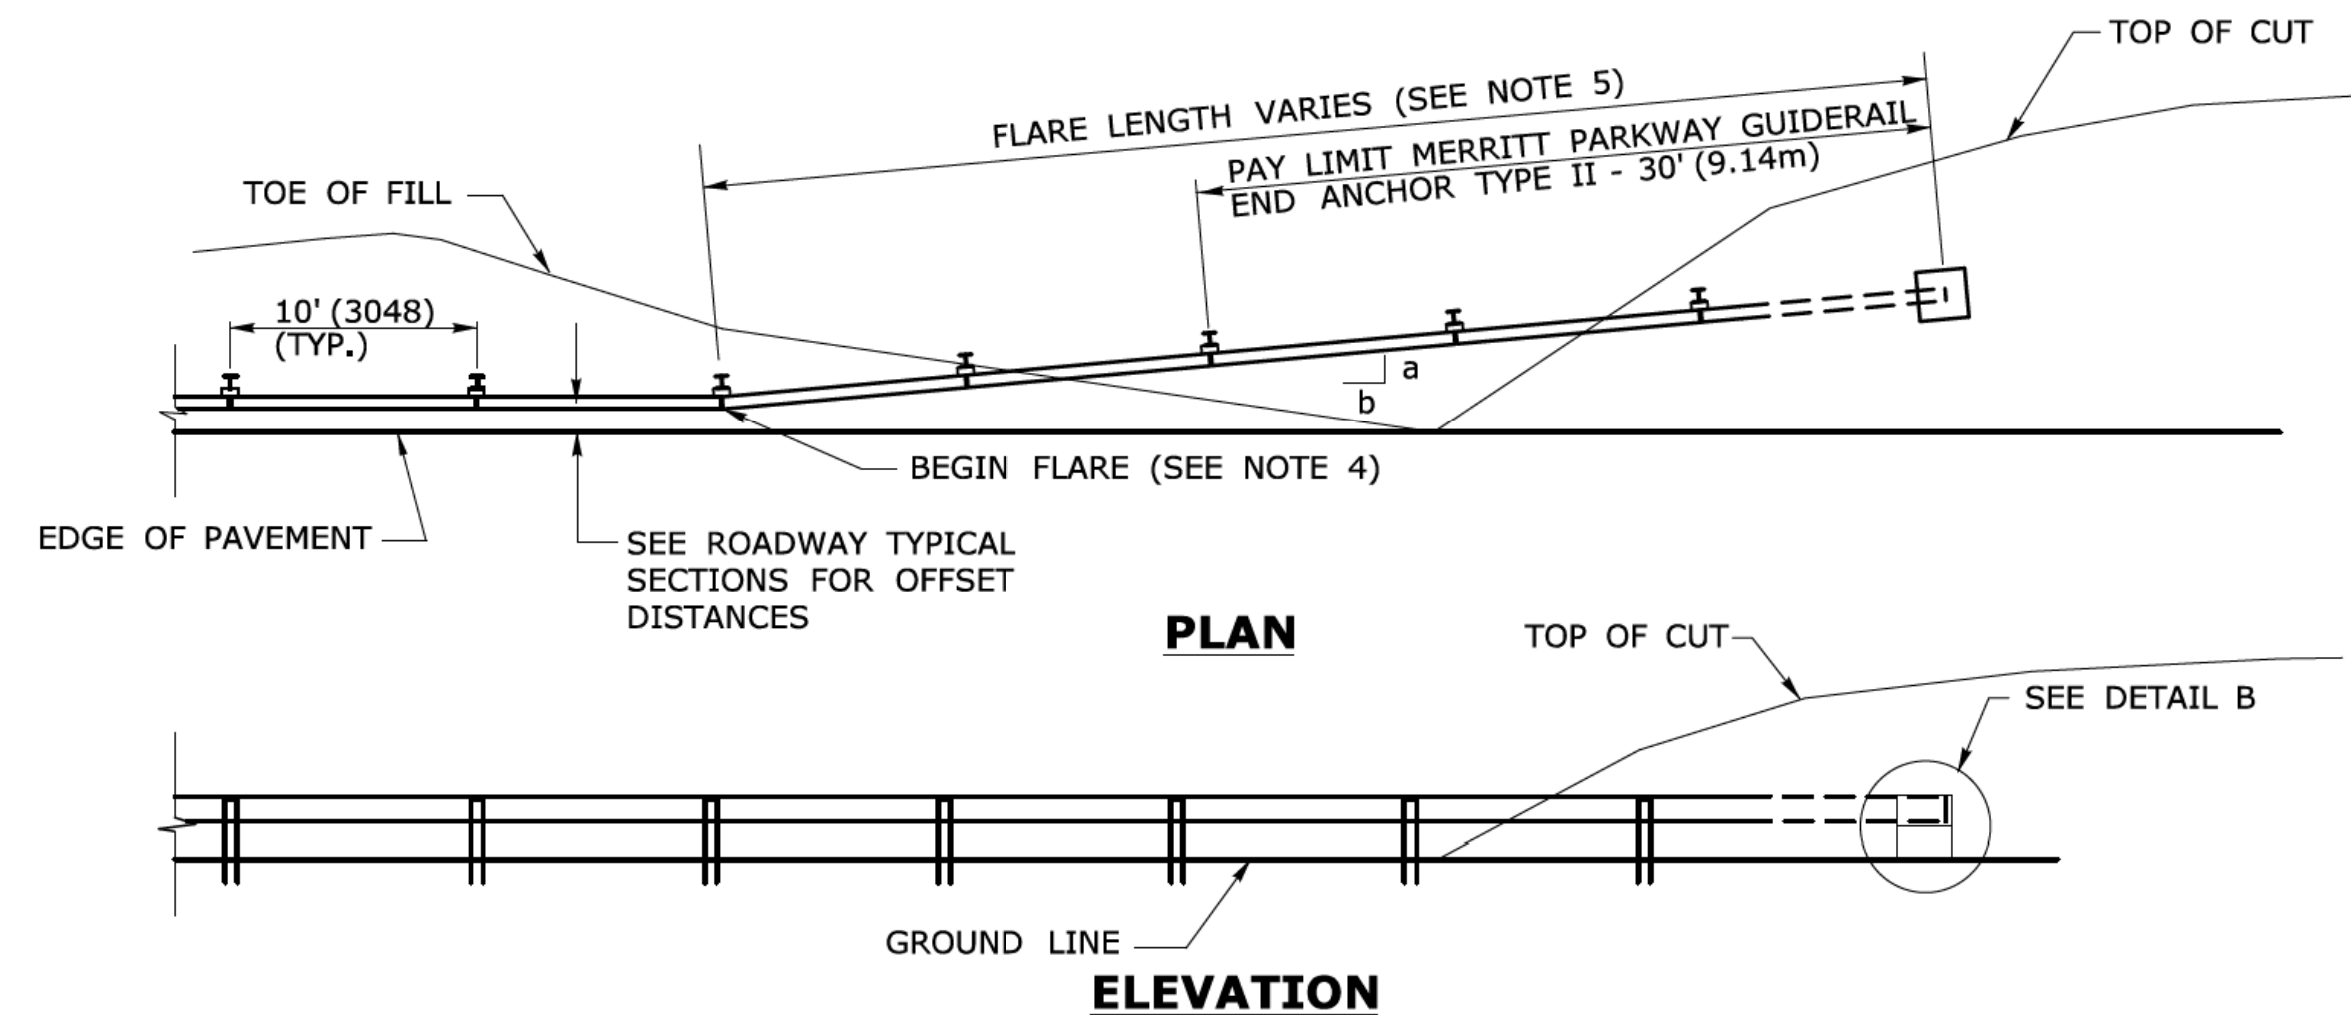 TOP OF CUT
FLARE LENGTH VARIES (SEE NOTE 5)
PAY LIMIT MERRITT PARKWAY GUIDERAIL
END ANCHOR TYPE II - 30' (9.14m)
TOE OF FILL
10' (3048)
(TYP.)
a
b
BEGIN FLARE (SEE NOTE 4)
EDGE OF PAVEMENT
SEE ROADWAY TYPICAL
SECTIONS FOR OFFSET
DISTANCES
PLAN
TOP OF CUT
SEE DETAIL B
GROUND LINE
ELEVATION